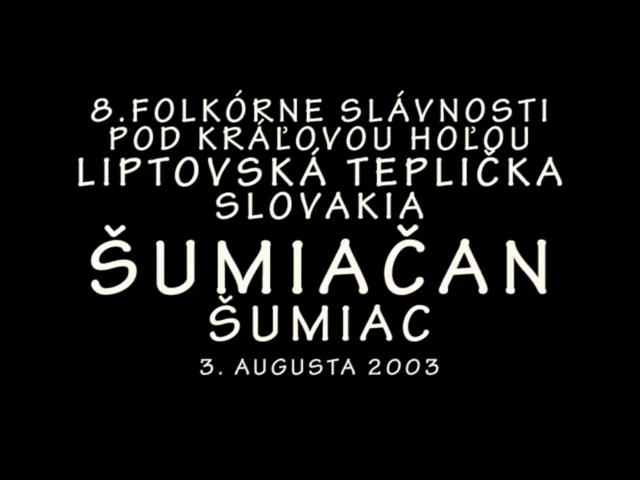 8.FOLKÓRNE SLÁVNOSTI
POD KRÁĽOVOU HOĽOU
LIPTOVSKÁ TEPLIČKA
SLOVAKIA
ŠUMIAČAN
ŠUMIAC
3. AUGUSTA 2003